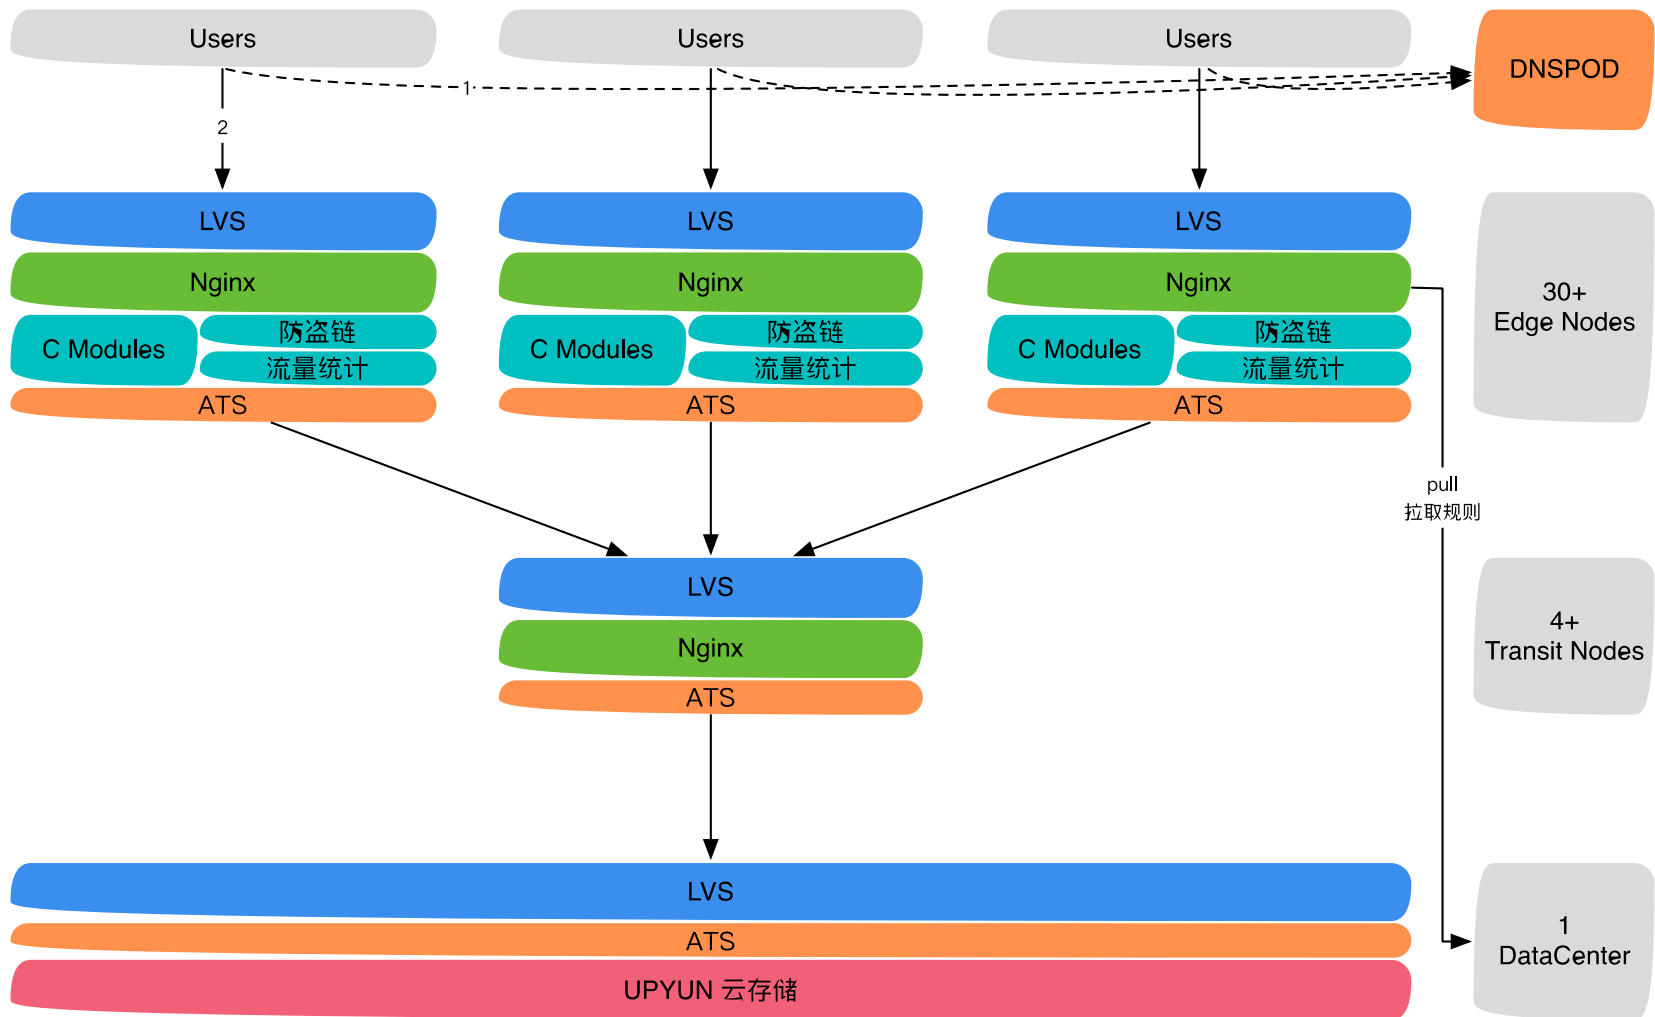 Users
Users
Users
DNSPOD
1
2
LVS
LVS
LVS
Nginx
Nginx
Nginx
30+
Edge Nodes
C Modules
防盗链
流量统计
C Modules
防盗链
流量统计
C Modules
防盗链
流量统计
ATS
ATS
ATS
pull
拉取规则
LVS
Nginx
ATS
4+
Transit Nodes
LVS
ATS
UPYUN 云存储
1
DataCenter